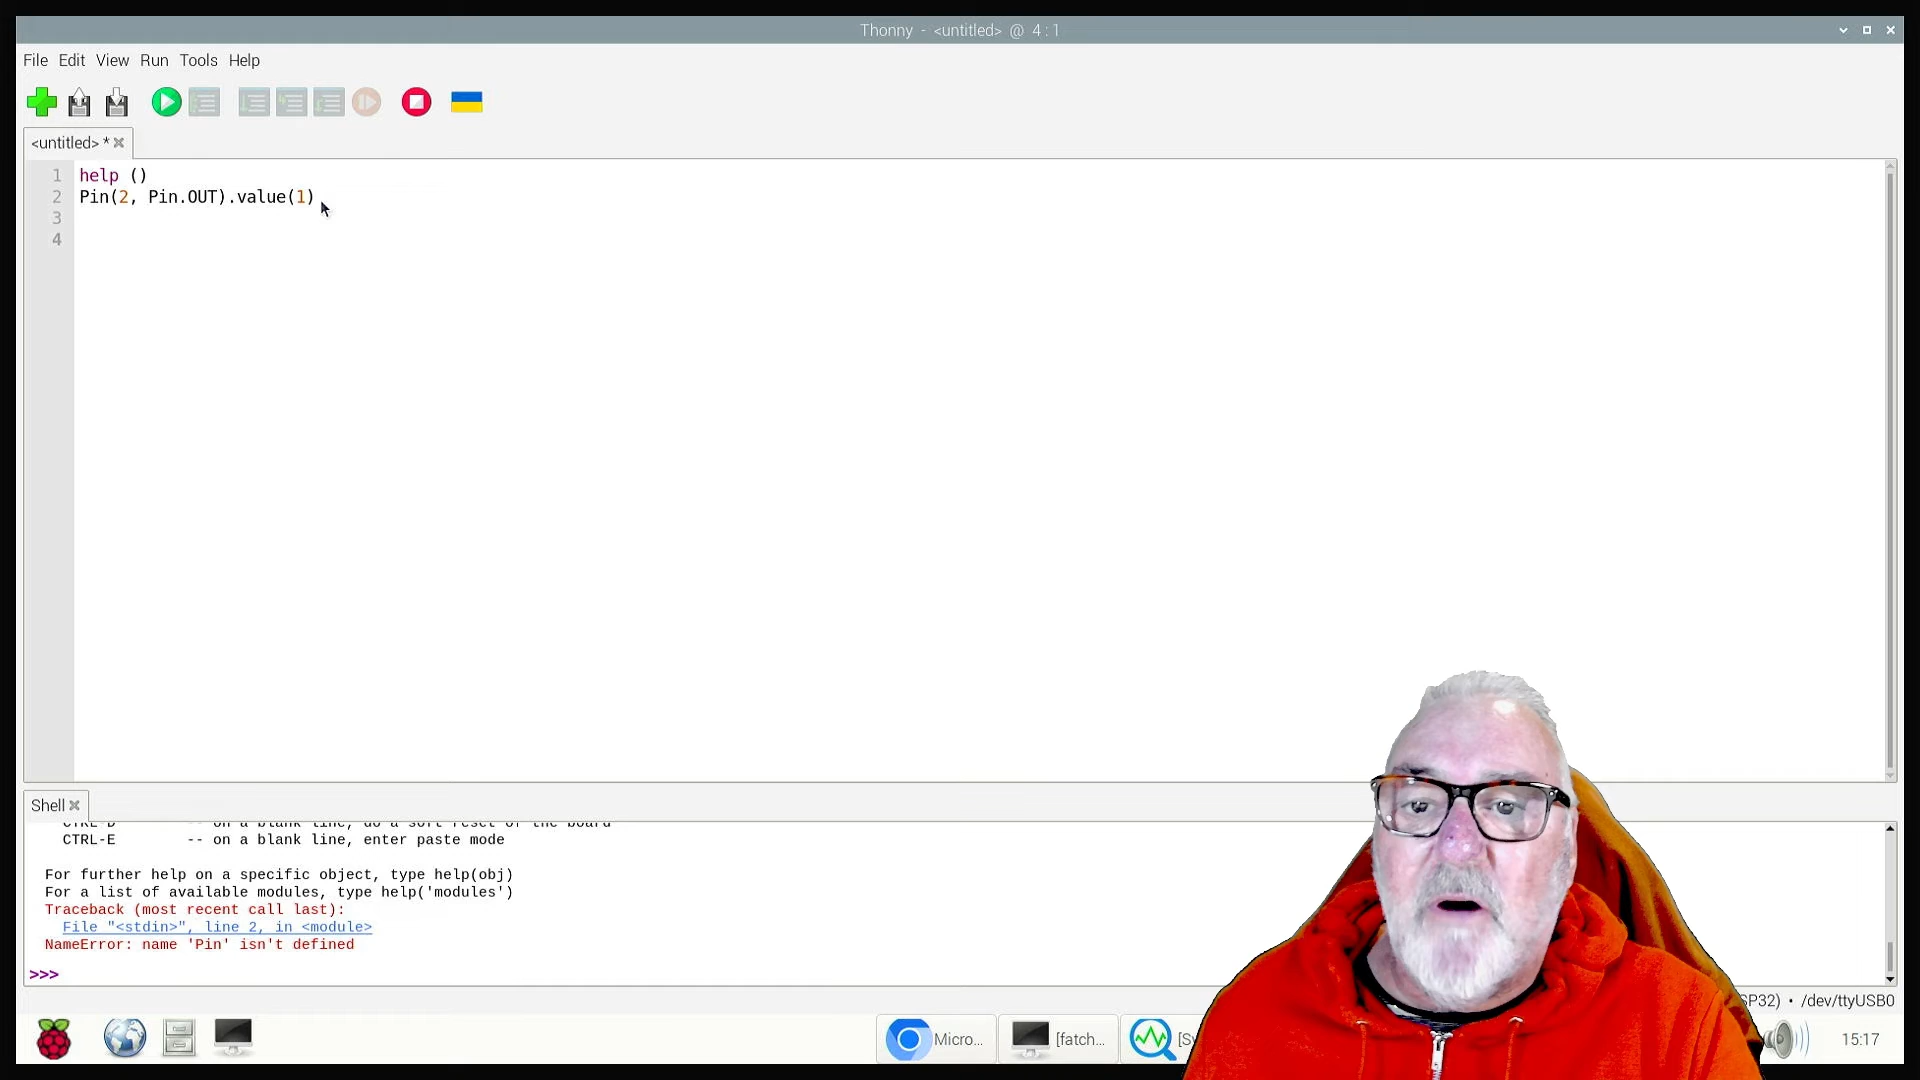 Thonny - <untitled> @ 4 : 1
File Edit View Run Tools Help
<untitled> *
1 help ()
2 Pin(2, Pin.OUT).value(1)
3
4
Shell
CTRL-D -- on a blank line, do a soft reset of the board
CTRL-E -- on a blank line, enter paste mode
For further help on a specific object, type help(obj)
For a list of available modules, type help('modules')
Traceback (most recent call last):
File "<stdin>", line 2, in <module>
NameError: name 'Pin' isn't defined
>>>
SP32) • /dev/ttyUSB0
Micro... [fatch... [Sy 15:17